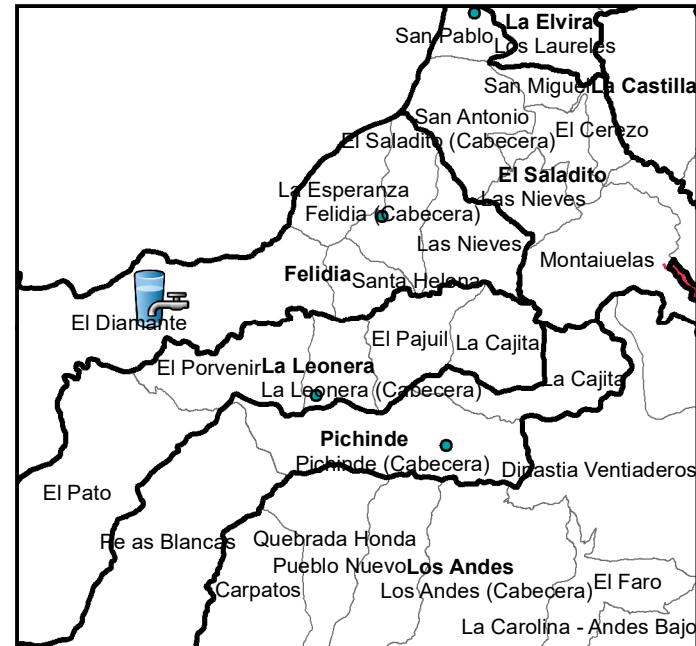 La Elvira
San Pablo
Los Laureles
San Miguel
La Castilla
San Antonio
El Cerezo
El Saladito (Cabecera)
El Saladito
La Esperanza
Las Nieves
Felidia (Cabecera)
Las Nieves
Montaiuelas
Felidia
Santa Helena
El Diamante
El Pajuil
La Cajita
El Porvenir
La Leonera
La Cajita
La Leonera (Cabecera)
Pichinde
Pichinde (Cabecera)
Dinastia Ventiaderos
El Pato
Pe as Blancas
Quebrada Honda
Pueblo Nuevo
Los Andes
Carpatos
Los Andes (Cabecera)
El Faro
La Carolina - Andes Bajo